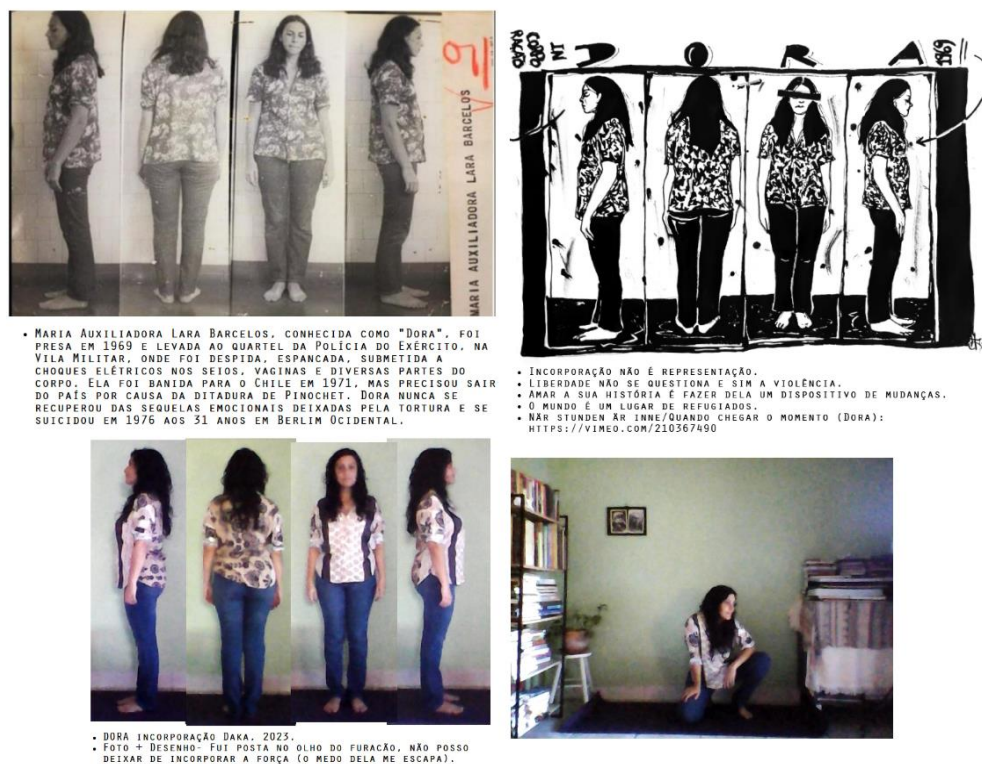 MARIA AUXILIADORA LARA BARCELOS
9
IN
CORPO
RAÇÃO
DORA
1969
• MARIA AUXILIADORA LARA BARCELOS, CONHECIDA COMO "DORA", FOI
PRESA EM 1969 E LEVADA AO QUARTEL DA POLÍCIA DO EXÉRCITO, NA
VILA MILITAR, ONDE FOI DESPIDA, ESPANCADA, SUBMETIDA A
CHOQUES ELÉTRICOS NOS SEIOS, VAGINAS E DIVERSAS PARTES DO
CORPO. ELA FOI BANIDA PARA O CHILE EM 1971, MAS PRECISOU SAIR
DO PAÍS POR CAUSA DA DITADURA DE PINOCHET. DORA NUNCA SE
RECUPEROU DAS SEQUELAS EMOCIONAIS DEIXADAS PELA TORTURA E SE
SUICIDOU EM 1976 AOS 31 ANOS EM BERLIM OCIDENTAL.
• INCORPORAÇÃO NÃO É REPRESENTAÇÃO.
• LIBERDADE NÃO SE QUESTIONA E SIM A VIOLÊNCIA.
• AMAR A SUA HISTÓRIA É FAZER DELA UM DISPOSITIVO DE MUDANÇAS.
• O MUNDO É UM LUGAR DE REFUGIADOS.
• NÄR STUNDEN ÄR INNE/QUANDO CHEGAR O MOMENTO (DORA):
HTTPS://VIMEO.COM/210367490
• DORA INCORPORAÇÃO DAKA. 2023.
• FOTO + DESENHO- FUI POSTA NO OLHO DO FURACÃO, NÃO POSSO
DEIXAR DE INCORPORAR A FORÇA (O MEDO DELA ME ESCAPA).